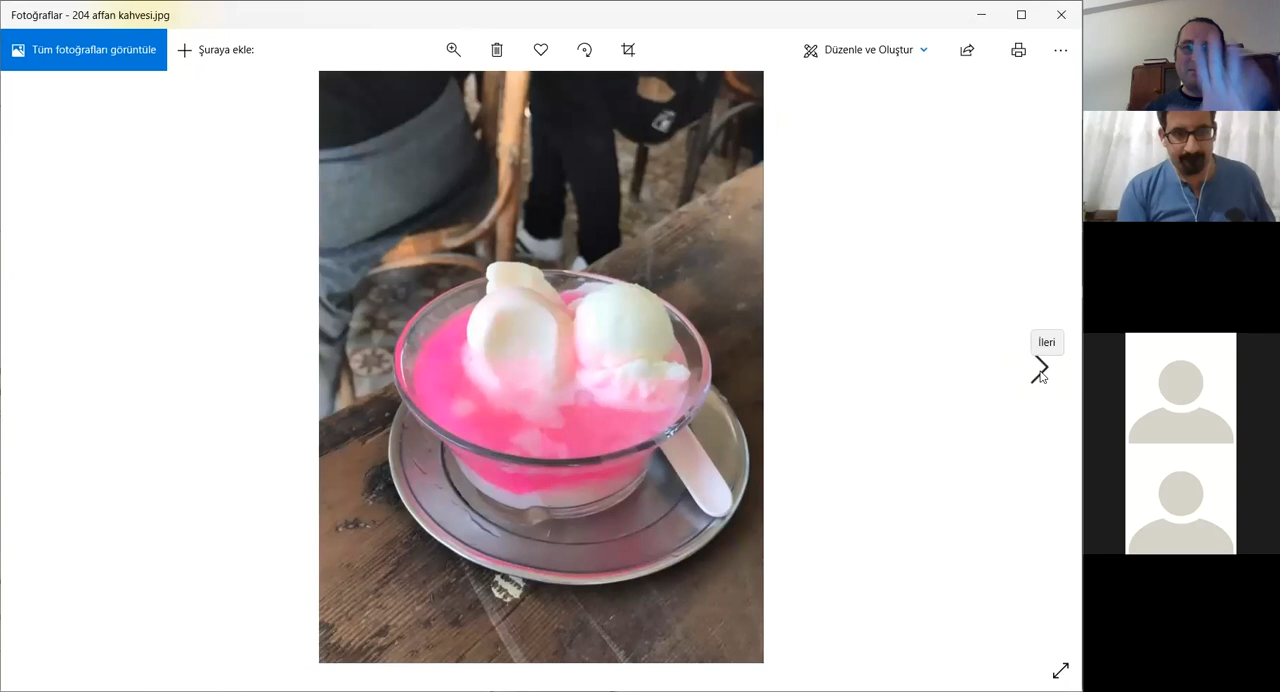 Fotoğraflar - 204 affan kahvesi.jpg
Tüm fotoğrafları görüntüle
Şuraya ekle:
Düzenle ve Oluştur
İleri